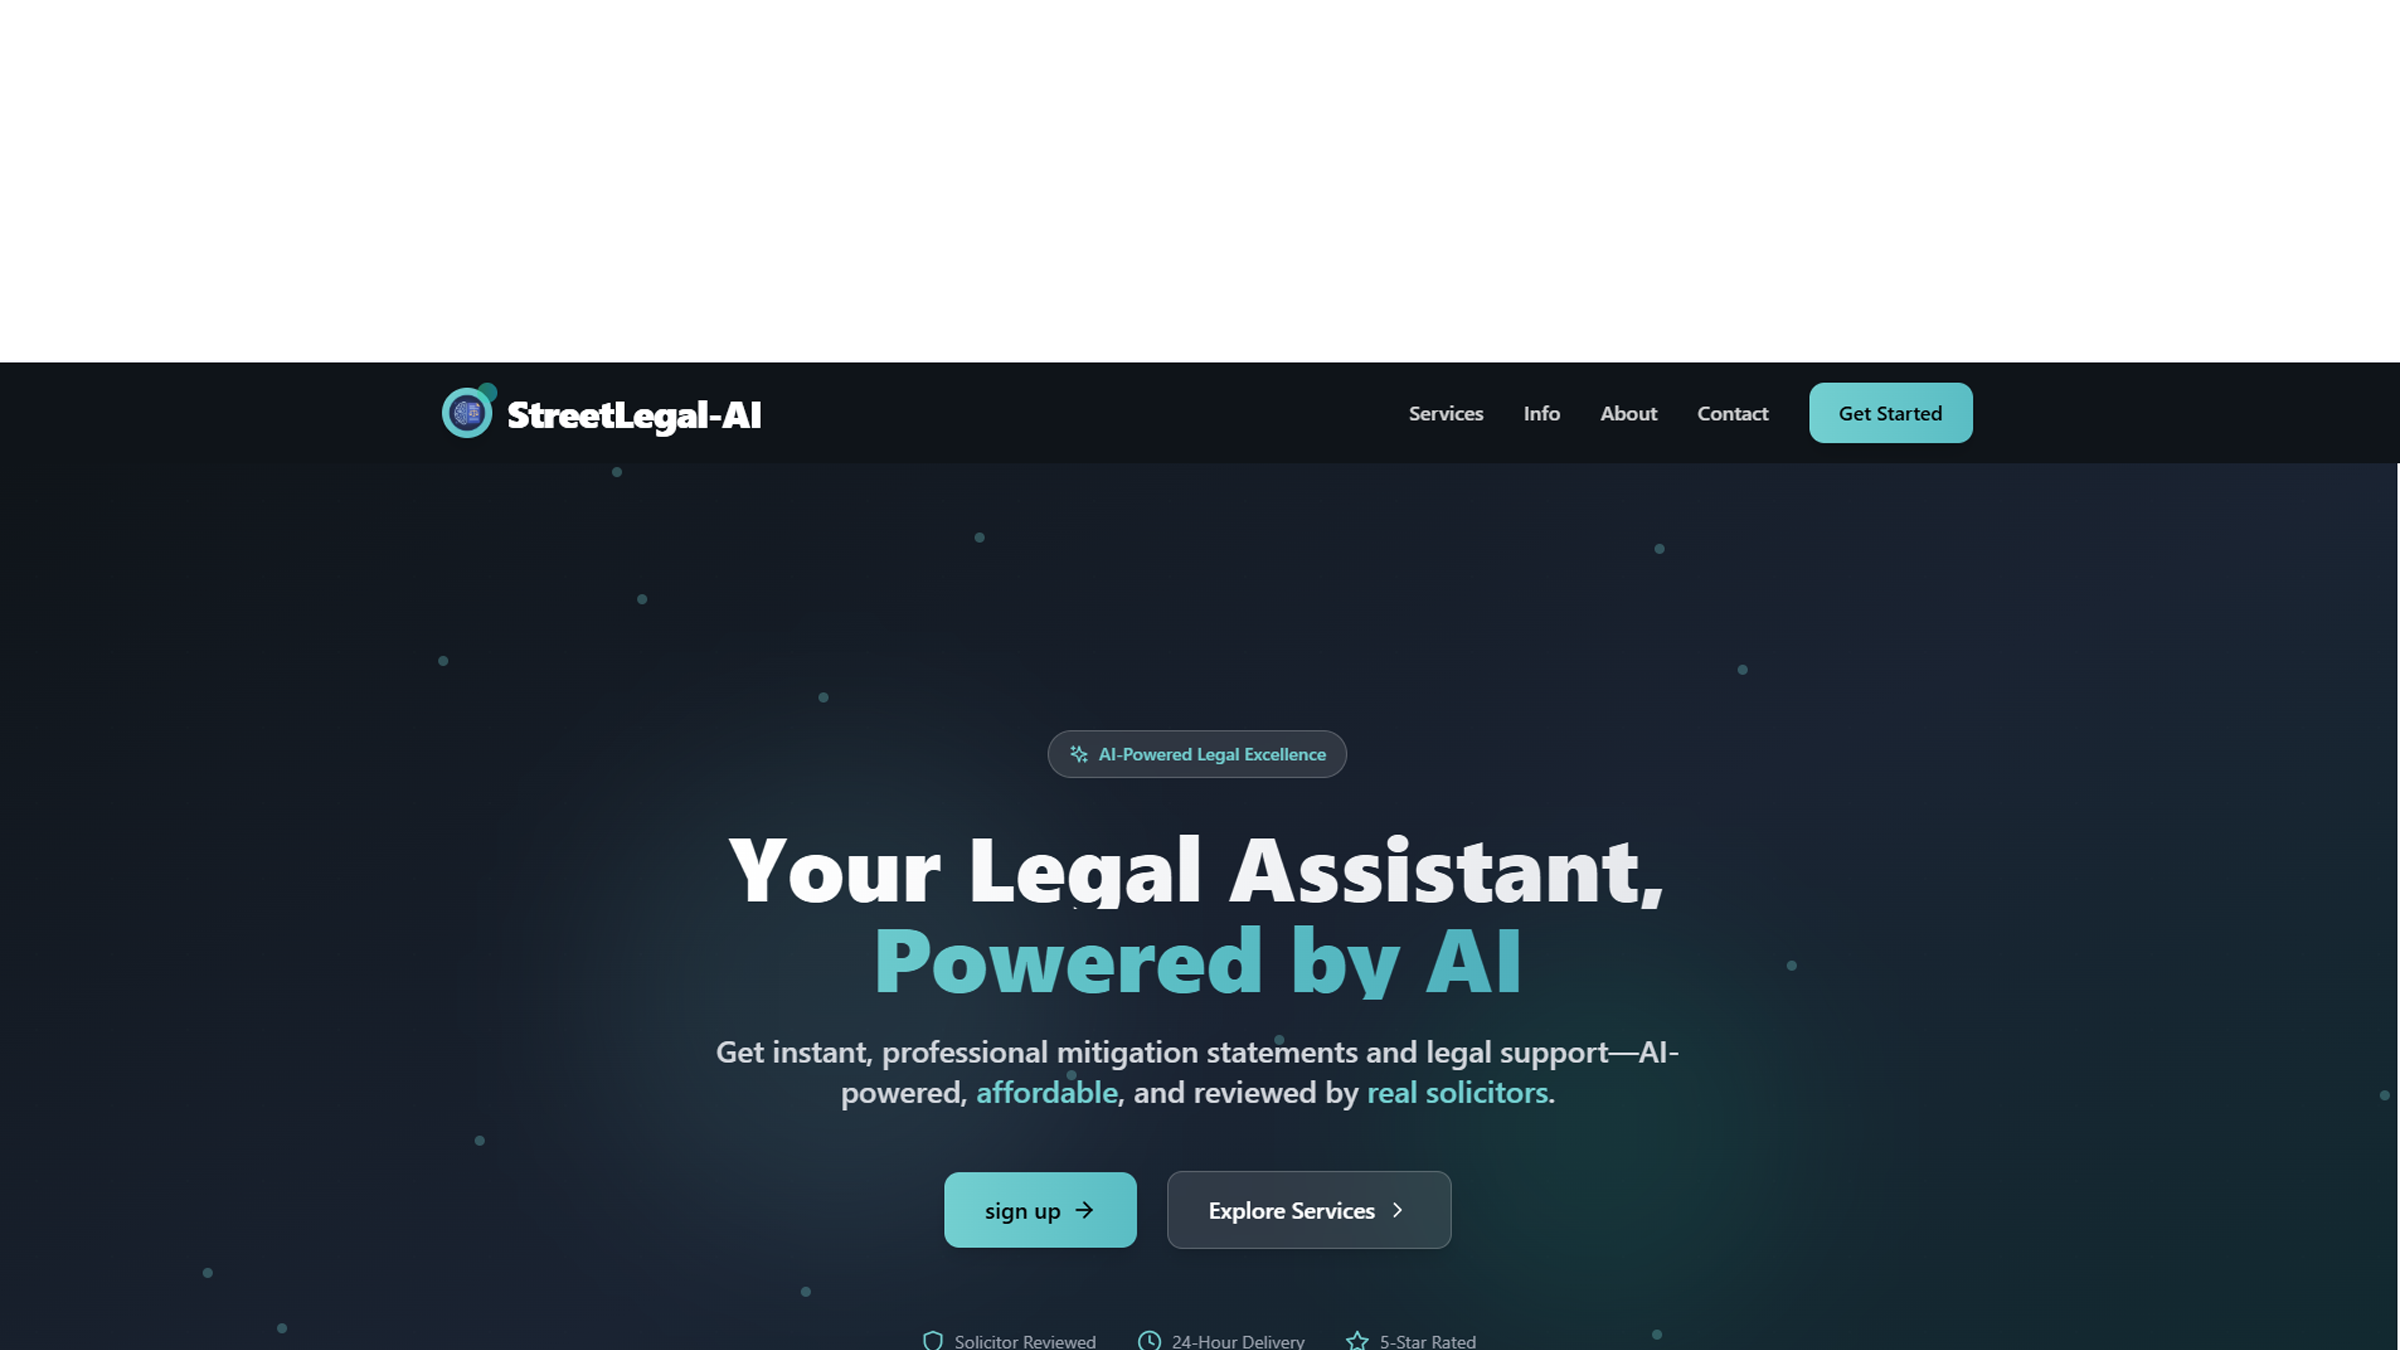 StreetLegal-AI
Services
Info
About
Contact
Get Started
AI-Powered Legal Excellence
Your Legal Assistant,
Powered by AI
Get instant, professional mitigation statements and legal support—AI-
powered, affordable, and reviewed by real solicitors.
sign up
Explore Services
Solicitor Reviewed
24-Hour Delivery
5-Star Rated